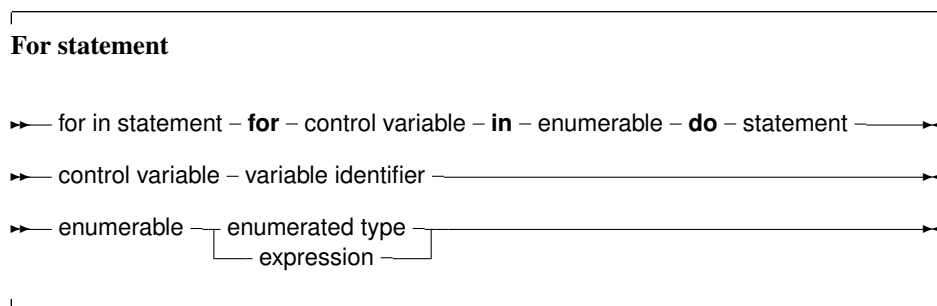 For statement
for in statement – for – control variable – in – enumerable – do – statement
control variable – variable identifier
enumerable – enumerated type
expression